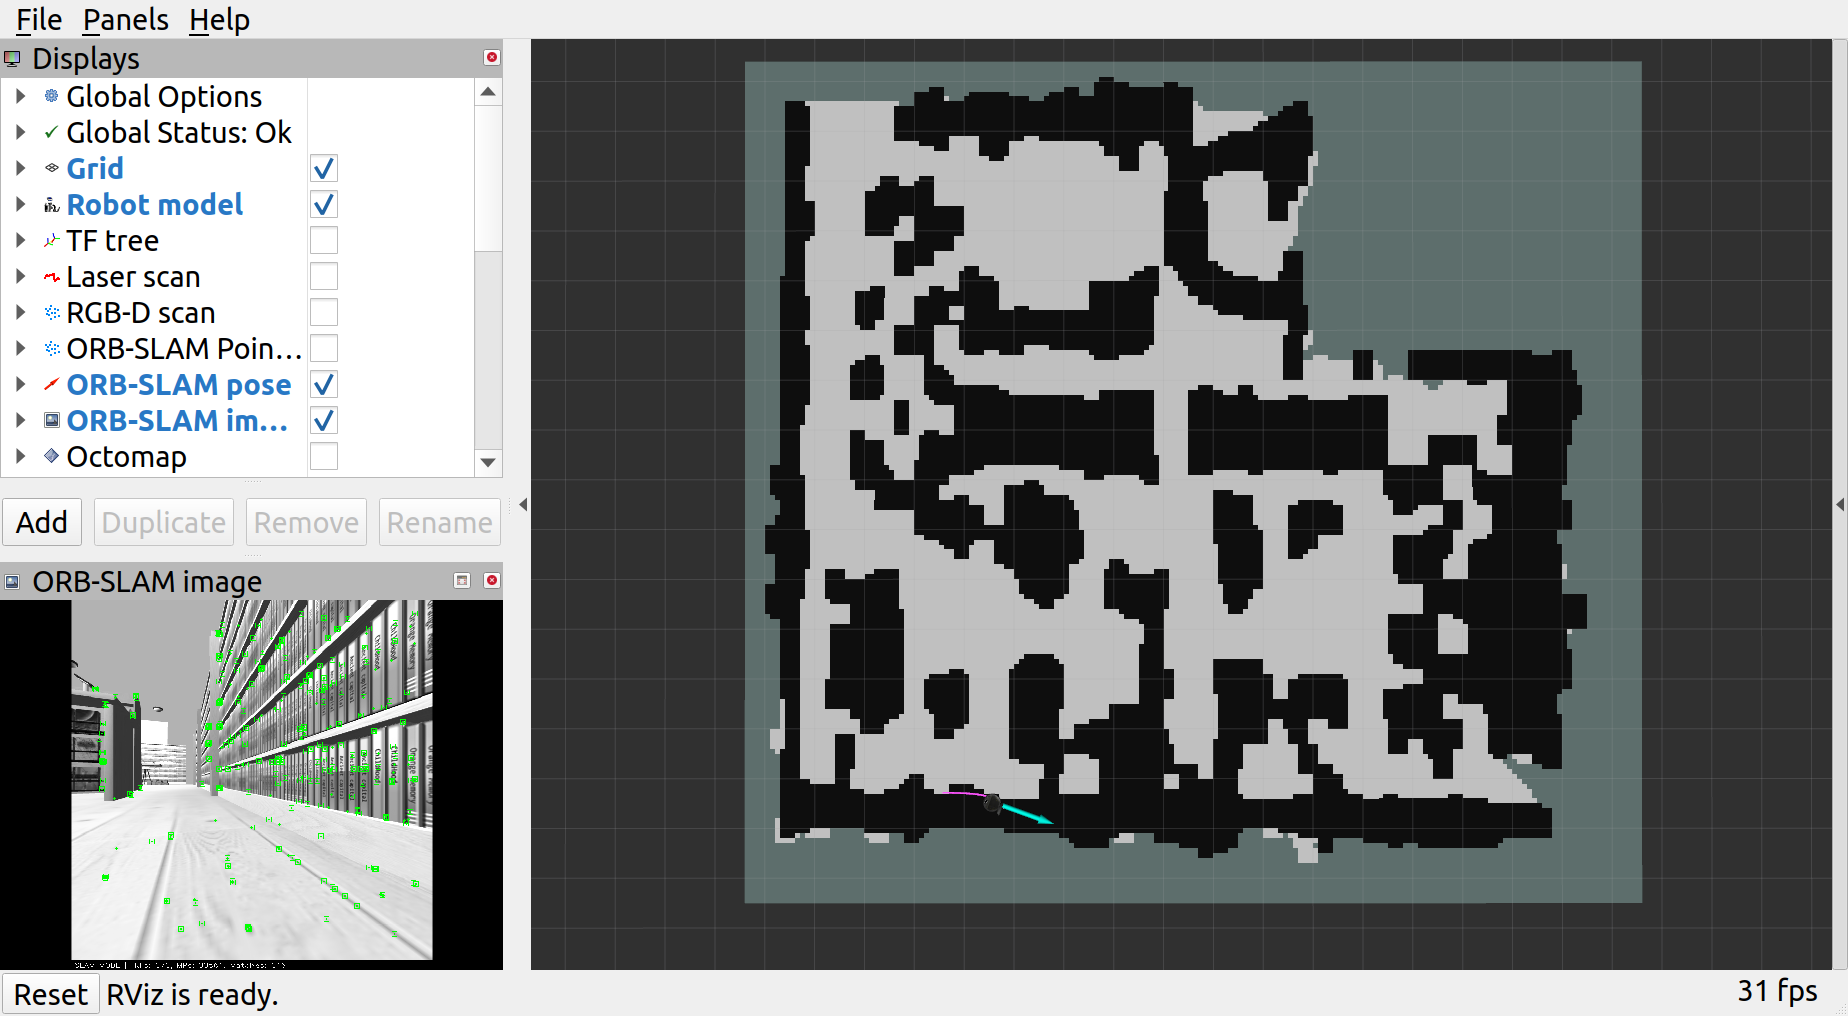 File Panels Help
Displays
Global Options
Global Status: Ok
Grid
Robot model
TF tree
Laser scan
RGB-D scan
ORB-SLAM Poin...
ORB-SLAM pose
ORB-SLAM im...
Octomap
Add Duplicate Remove Rename
ORB-SLAM image
SLAM MODE |
Reset RViz is ready.
31 fps